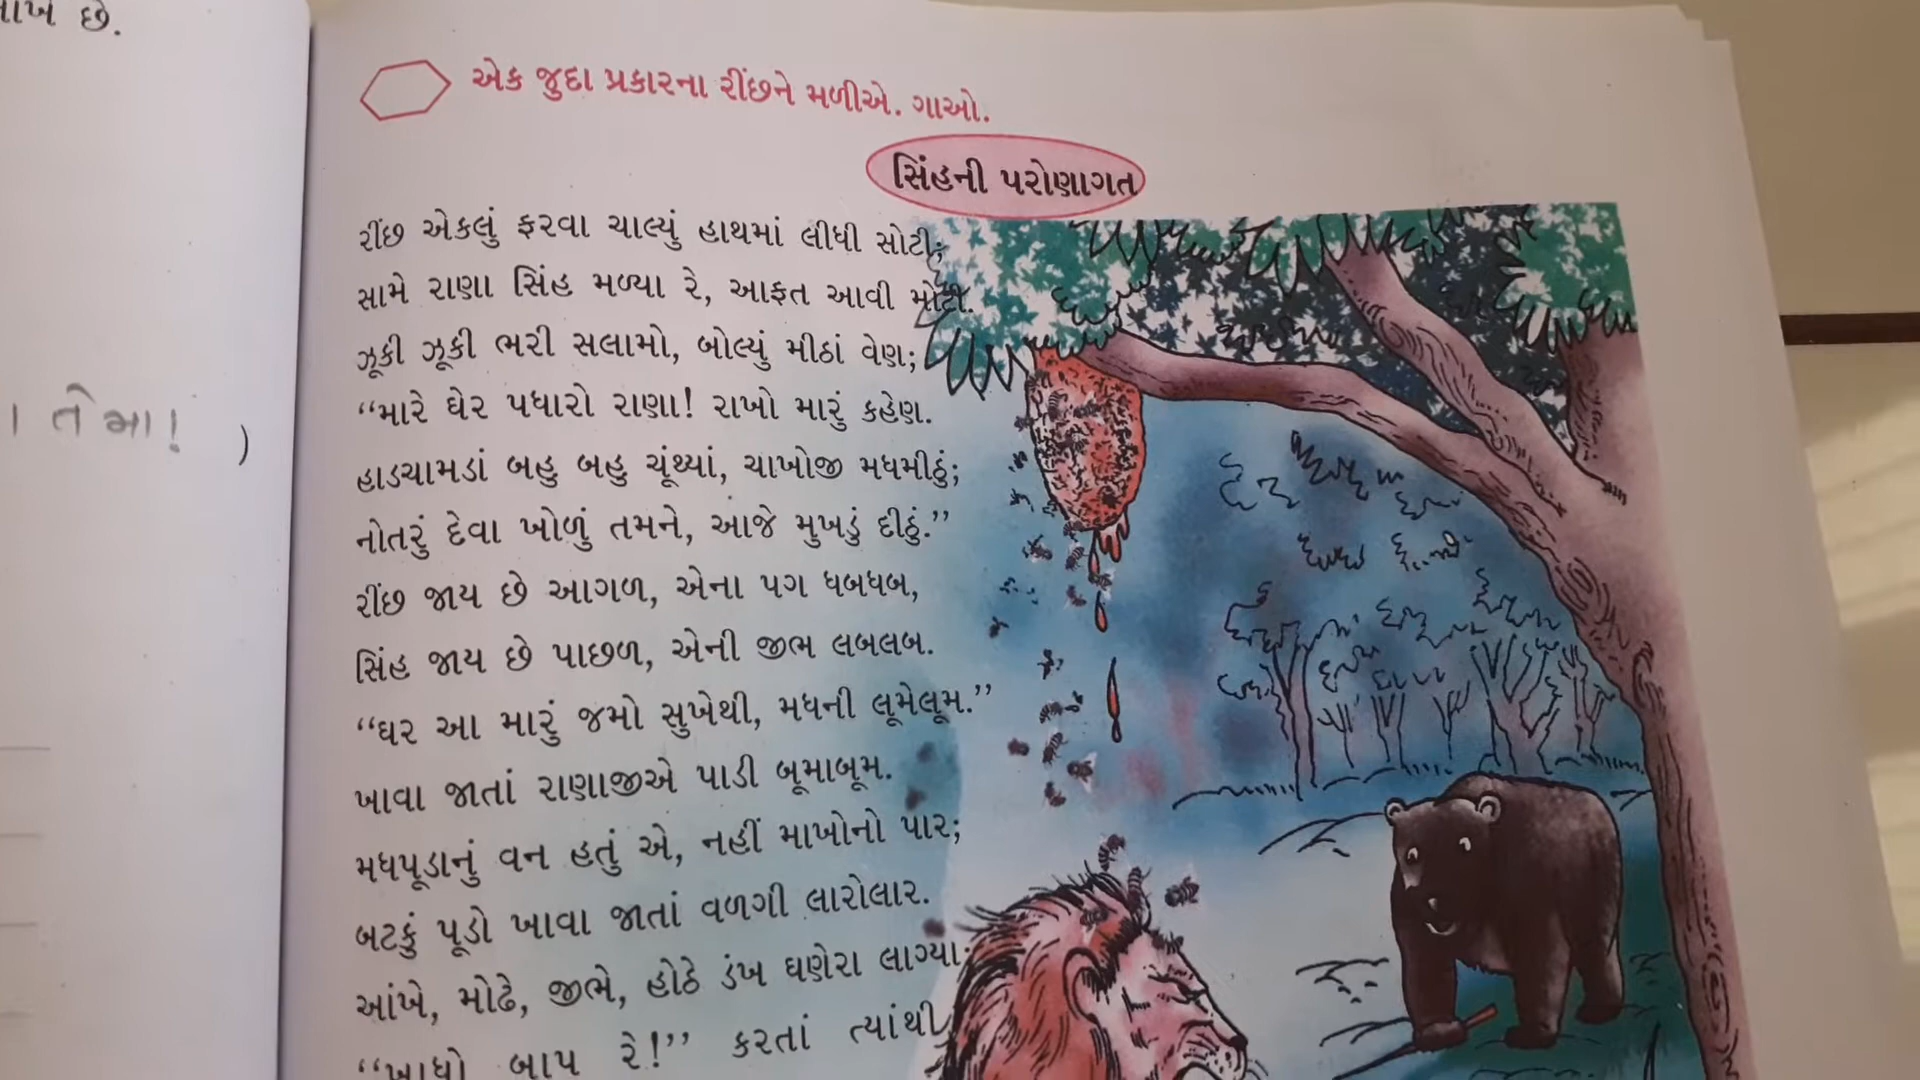 ાખ છે.
। તેમા! )
એક જુદા પ્રકારના રીંછને મળીએ. ગાઓ.
સિંહની પરોણાગત
રીંછ એકલું ફરવા ચાલ્યું હાથમાં લીધી સોટી;
સામે રાણા સિંહ મળ્યા રે, આફત આવી મોટી.
ઝૂકી ઝૂકી ભરી સલામો, બોલ્યું મીઠાં વેણ;
“મારે ઘેર પધારો રાણા! રાખો મારું કહેણ.
હાડચામડાં બહુ બહુ ચૂંથ્યાં, ચાખોજી મધમીઠું;
નોતરું દેવા ખોળું તમને, આજે મુખડું દીઠું.”
રીંછ જાય છે આગળ, એના પગ ધબધબ,
સિંહ જાય છે પાછળ, એની જીભ લબલબ.
“ઘર આ મારું જમો સુખેથી, મધની લૂમેલૂમ.”
ખાવા જાતાં રાણાજીએ પાડી બૂમાબૂમ.
મધપૂડાનું વન હતું એ, નહીં માખોનો પાર;
બટકું પૂડો ખાવા જાતાં વળગી લારોલાર.
આંખે, મોઢે, જીભે, હોઠે ડંખ ઘણેરા લાગ્યા;
“ખાધો બાપ રે!” કરતાં ત્યાંથી